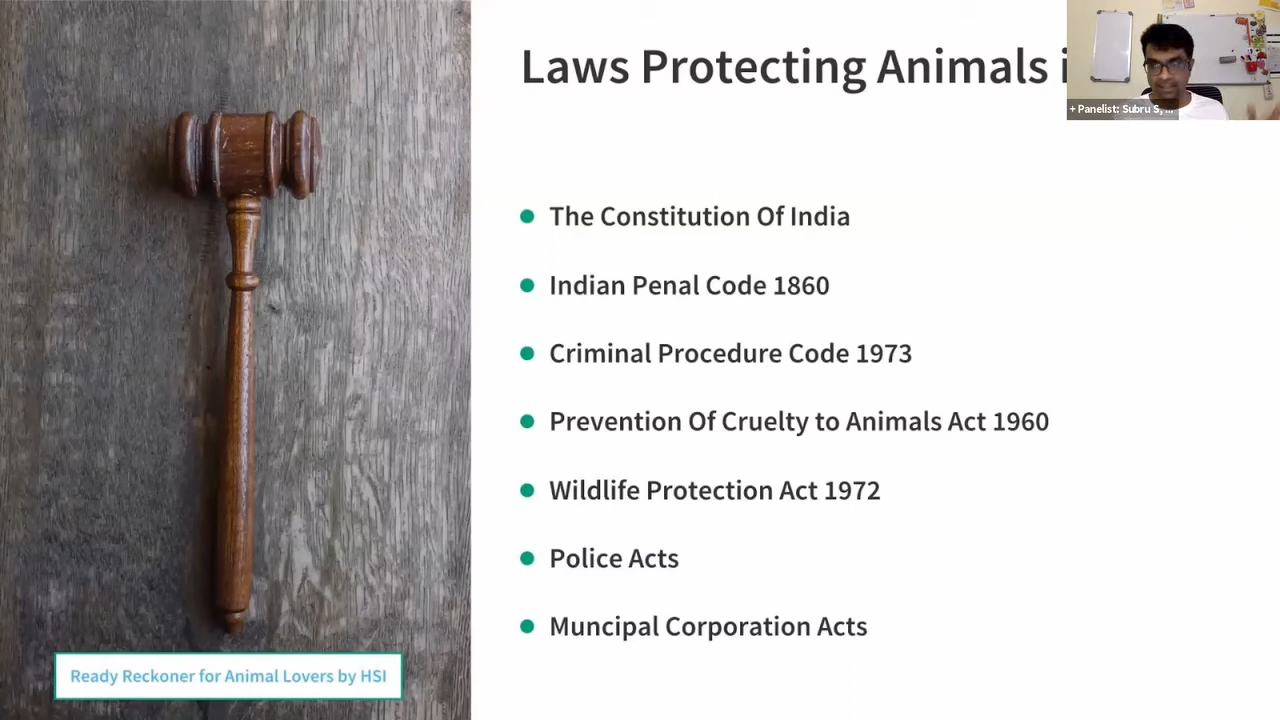 Laws Protecting Animals i
+ Panelist: Subru S, ...
The Constitution Of India
Indian Penal Code 1860
Criminal Procedure Code 1973
Prevention Of Cruelty to Animals Act 1960
Wildlife Protection Act 1972
Police Acts
Muncipal Corporation Acts
Ready Reckoner for Animal Lovers by HSI